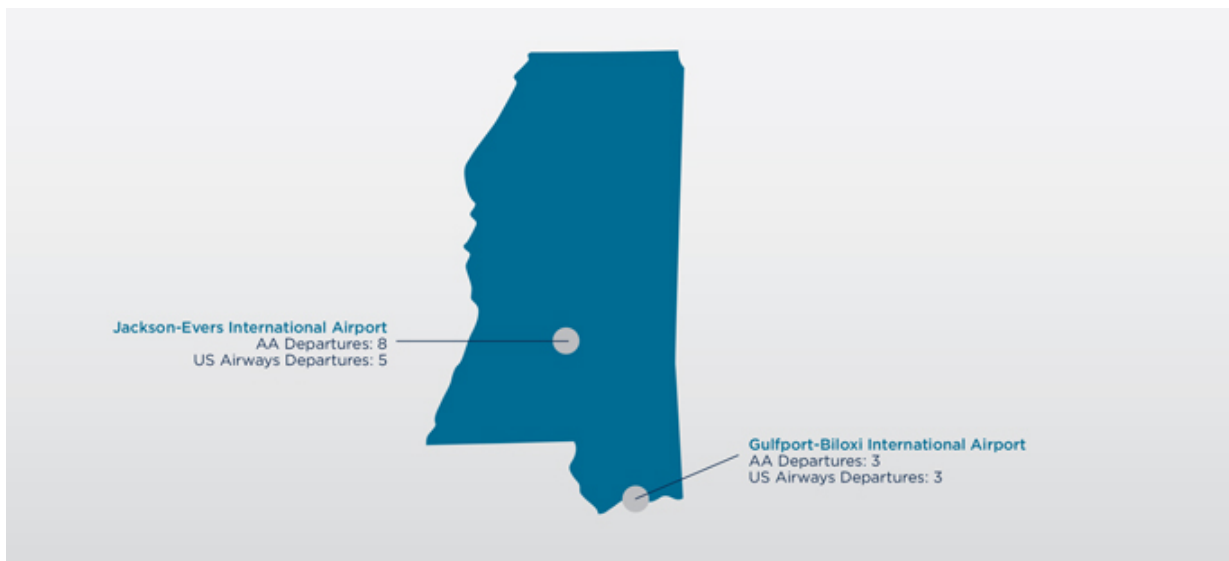 Jackson-Evers International Airport
AA Departures: 8
US Airways Departures: 5
Gulfport-Biloxi International Airport
AA Departures: 3
US Airways Departures: 3